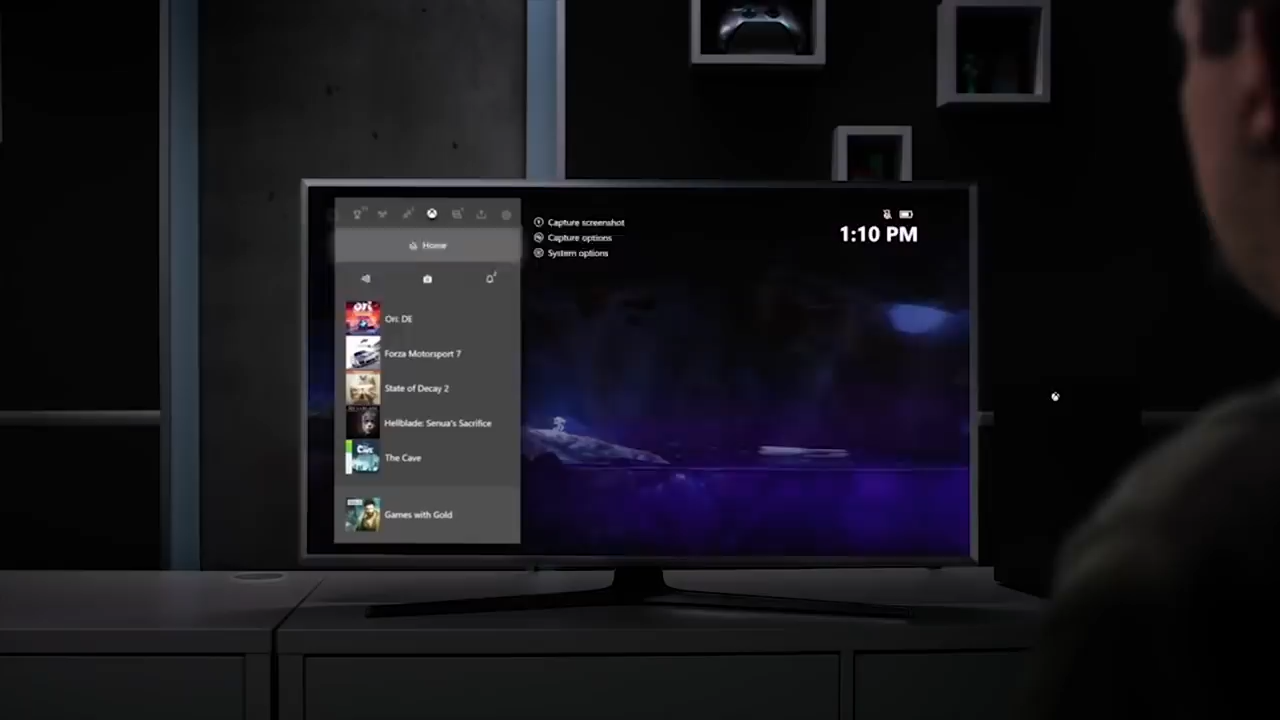 Home
Capture screenshot
Capture options
System options
1:10 PM
Ori: DE
Forza Motorsport 7
State of Decay 2
Hellblade: Senua's Sacrifice
The Cave
Games with Gold